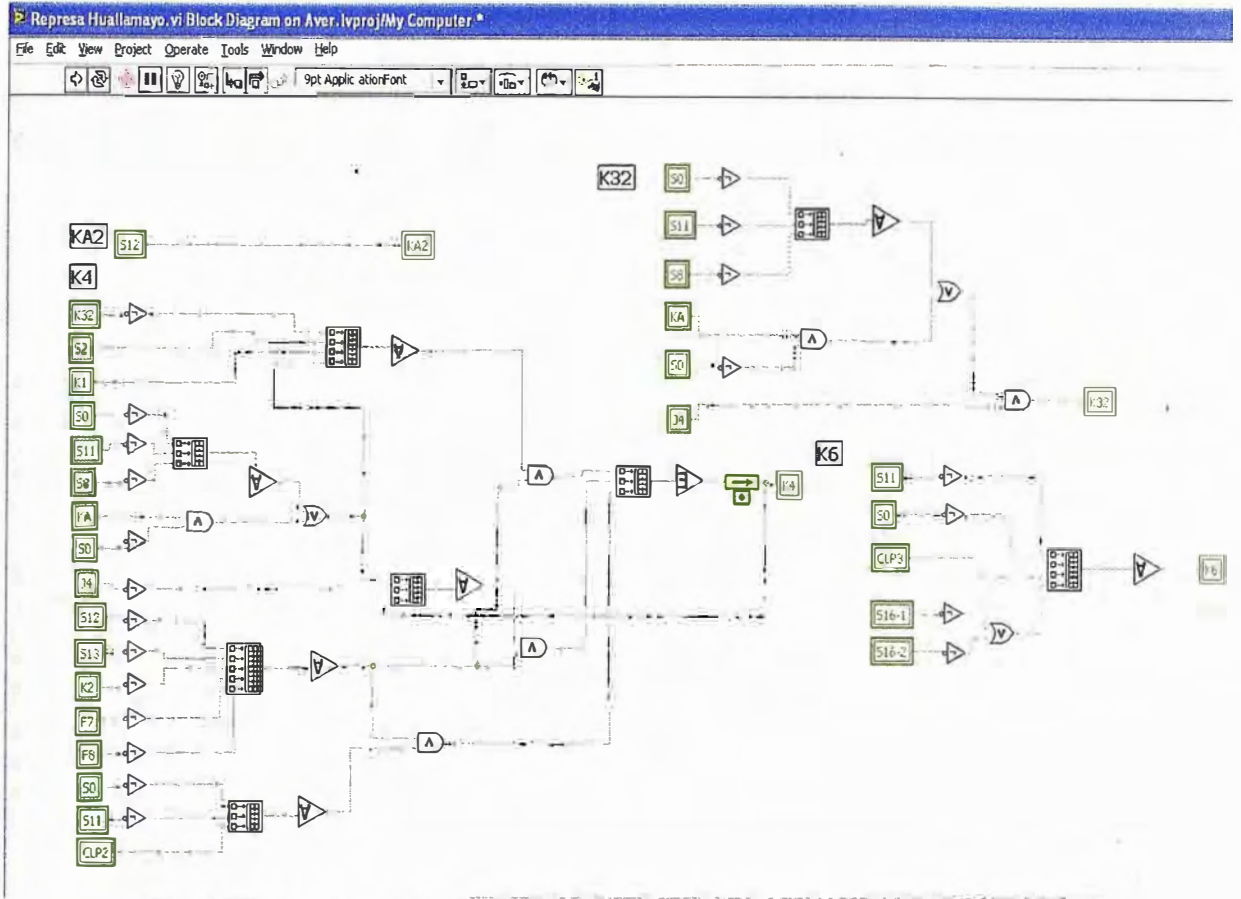 Represa Huallamayo.vi Block Diagram on Aver.lvproj/My Computer *
File Edit View Project Operate Tools Window Help
9pt Application Font
KA2
S12
KA2
K4
K32
S2
K1
S0
S11
S8
KA
S0
J4
S12
S13
K2
F7
F8
S0
S11
CLP2
K4
K32
S0
S11
S8
KA
S0
J4
K32
K6
S11
S0
CLP3
S16-1
S16-2
K6